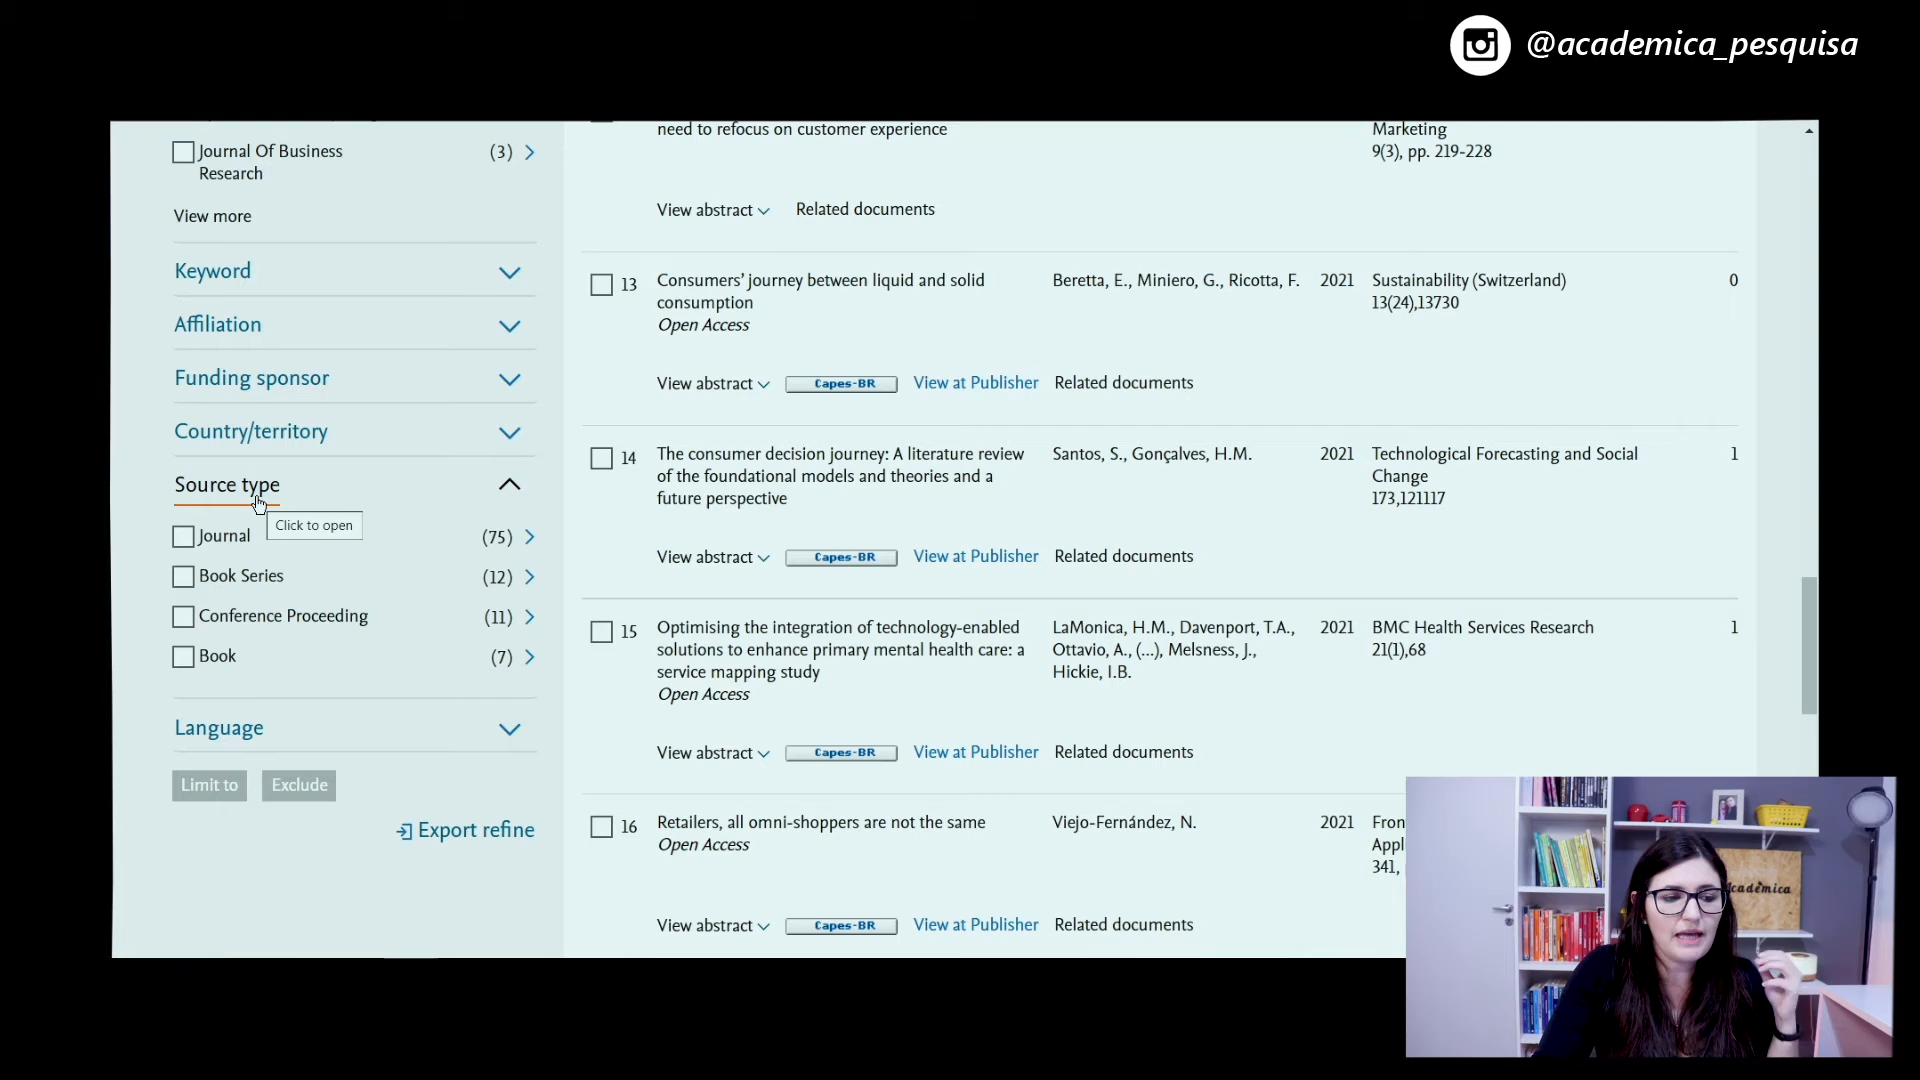 @academica_pesquisa
Journal Of Business
Research
(3)
View more
Keyword
Affiliation
Funding sponsor
Country/territory
Source type
Click to open
Journal
(75)
Book Series
(12)
Conference Proceeding
(11)
Book
(7)
Language
Limit to
Exclude
Export refine
need to refocus on customer experience
Marketing
9(3), pp. 219-228
View abstract
Related documents
13
Consumers' journey between liquid and solid
consumption
Open Access
Beretta, E., Miniero, G., Ricotta, F.
2021
Sustainability (Switzerland)
13(24),13730
0
View abstract
Capes-BR
View at Publisher
Related documents
14
The consumer decision journey: A literature review
of the foundational models and theories and a
future perspective
Santos, S., Gonçalves, H.M.
2021
Technological Forecasting and Social
Change
173,121117
1
View abstract
Capes-BR
View at Publisher
Related documents
15
Optimising the integration of technology-enabled
solutions to enhance primary mental health care: a
service mapping study
Open Access
LaMonica, H.M., Davenport, T.A.,
Ottavio, A., (...), Melsness, J.,
Hickie, I.B.
2021
BMC Health Services Research
21(1),68
1
View abstract
Capes-BR
View at Publisher
Related documents
16
Retailers, all omni-shoppers are not the same
Open Access
Viejo-Fernández, N.
2021
Fron
Appl
341,
View abstract
Capes-BR
View at Publisher
Related documents
acadêmica